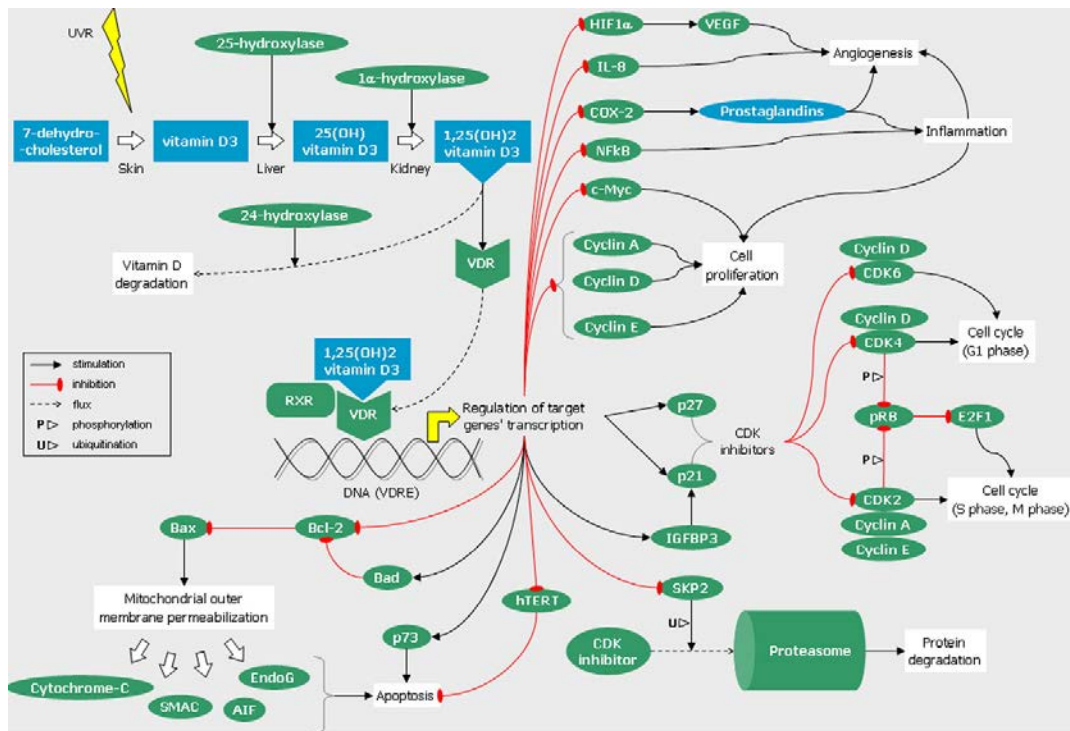 UVR
25-hydroxylase
1α-hydroxylase
7-dehydro-
-cholesterol
Skin
vitamin D3
Liver
25(OH)
vitamin D3
Kidney
1,25(OH)2
vitamin D3
24-hydroxylase
Vitamin D
degradation
VDR
stimulation
inhibition
flux
P phosphorylation
U ubiquitination
1,25(OH)2
vitamin D3
RXR
VDR
DNA (VDRE)
Regulation of target
genes' transcription
HIF1α
VEGF
IL-8
Angiogenesis
COX-2
Prostaglandins
Inflammation
NFkB
c-Myc
Cyclin A
Cyclin D
Cyclin E
Cell
proliferation
Cyclin D
CDK6
Cyclin D
CDK4
Cell cycle
(G1 phase)
P
pRB
E2F1
P
CDK2
Cyclin A
Cyclin E
Cell cycle
(S phase, M phase)
p27
p21
CDK
inhibitors
IGFBP3
Bax
Bcl-2
Bad
Mitochondrial outer
membrane permeabilization
Cytochrome-C
SMAC
AIF
EndoG
p73
Apoptosis
hTERT
SKP2
U
CDK
inhibitor
Proteasome
Protein
degradation